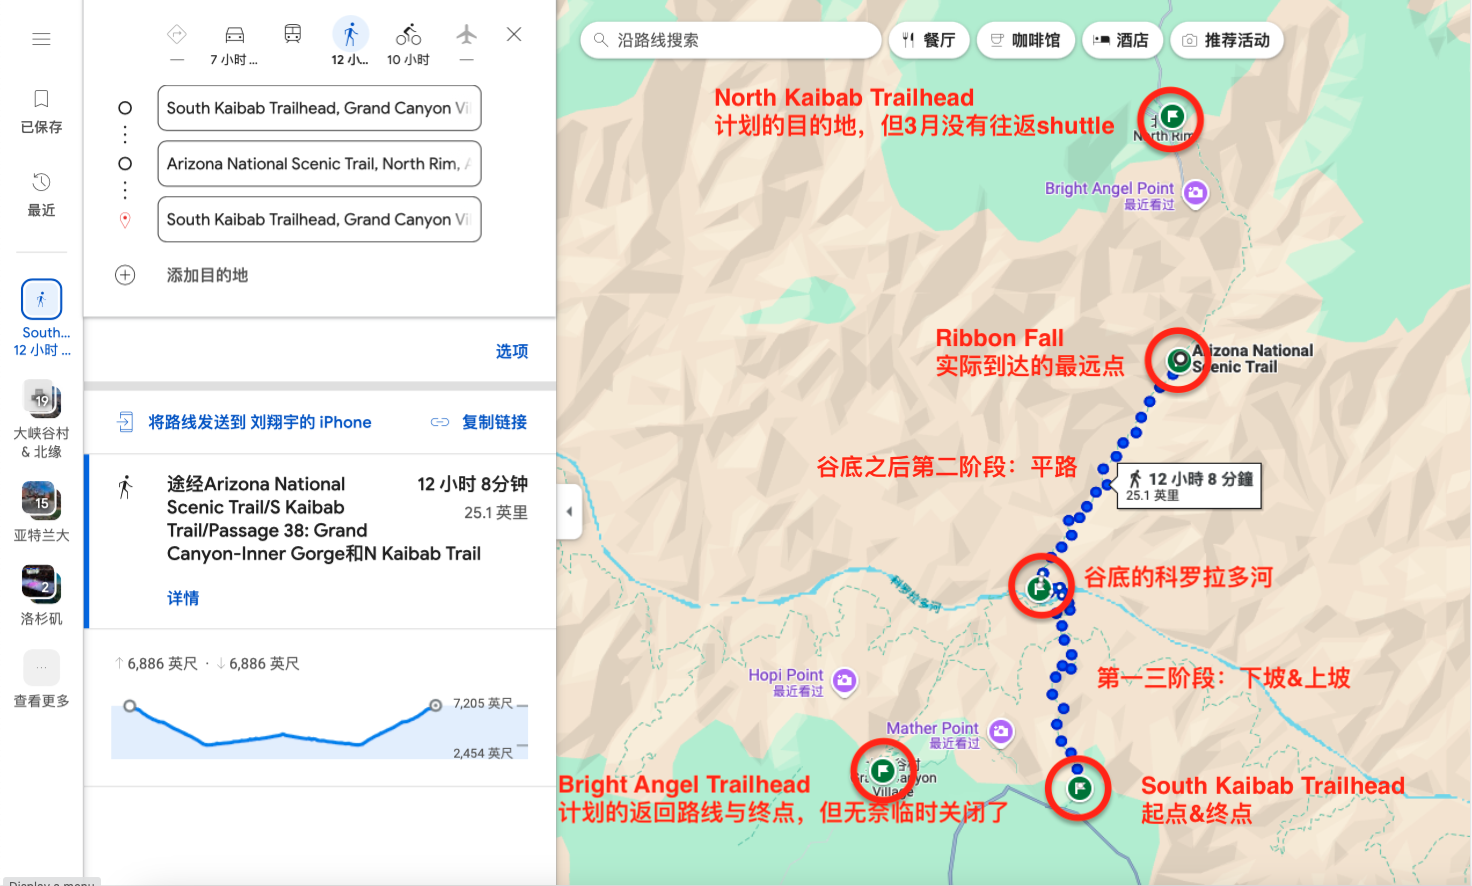 7 小时...
12 小...
10 小时
South Kaibab Trailhead, Grand Canyon Vi
Arizona National Scenic Trail, North Rim, A
South Kaibab Trailhead, Grand Canyon Vi
添加目的地
已保存
最近
South...
12 小时 ...
19
大峡谷村
& 北缘
15
亚特兰大
2
洛杉矶
查看更多
Display a menu
选项
将路线发送到 刘翔宇的 iPhone
复制链接
途经Arizona National
Scenic Trail/S Kaibab
Trail/Passage 38: Grand
Canyon-Inner Gorge和N Kaibab Trail
12 小时 8分钟
25.1 英里
详情
↑ 6,886 英尺 · ↓ 6,886 英尺
7,205 英尺
2,454 英尺
沿路线搜索
餐厅
咖啡馆
酒店
推荐活动
North Kaibab Trailhead
计划的目的地，但3月没有往返shuttle
North Rim
Bright Angel Point
最近看过
Ribbon Fall
实际到达的最远点
Arizona National
Scenic Trail
谷底之后第二阶段：平路
12 小時 8 分鐘
25.1 英里
谷底的科罗拉多河
科罗拉多河
Hopi Point
最近看过
第一三阶段：下坡&上坡
Mather Point
最近看过
Village
Bright Angel Trailhead
计划的返回路线与终点，但无奈临时关闭了
South Kaibab Trailhead
起点&终点